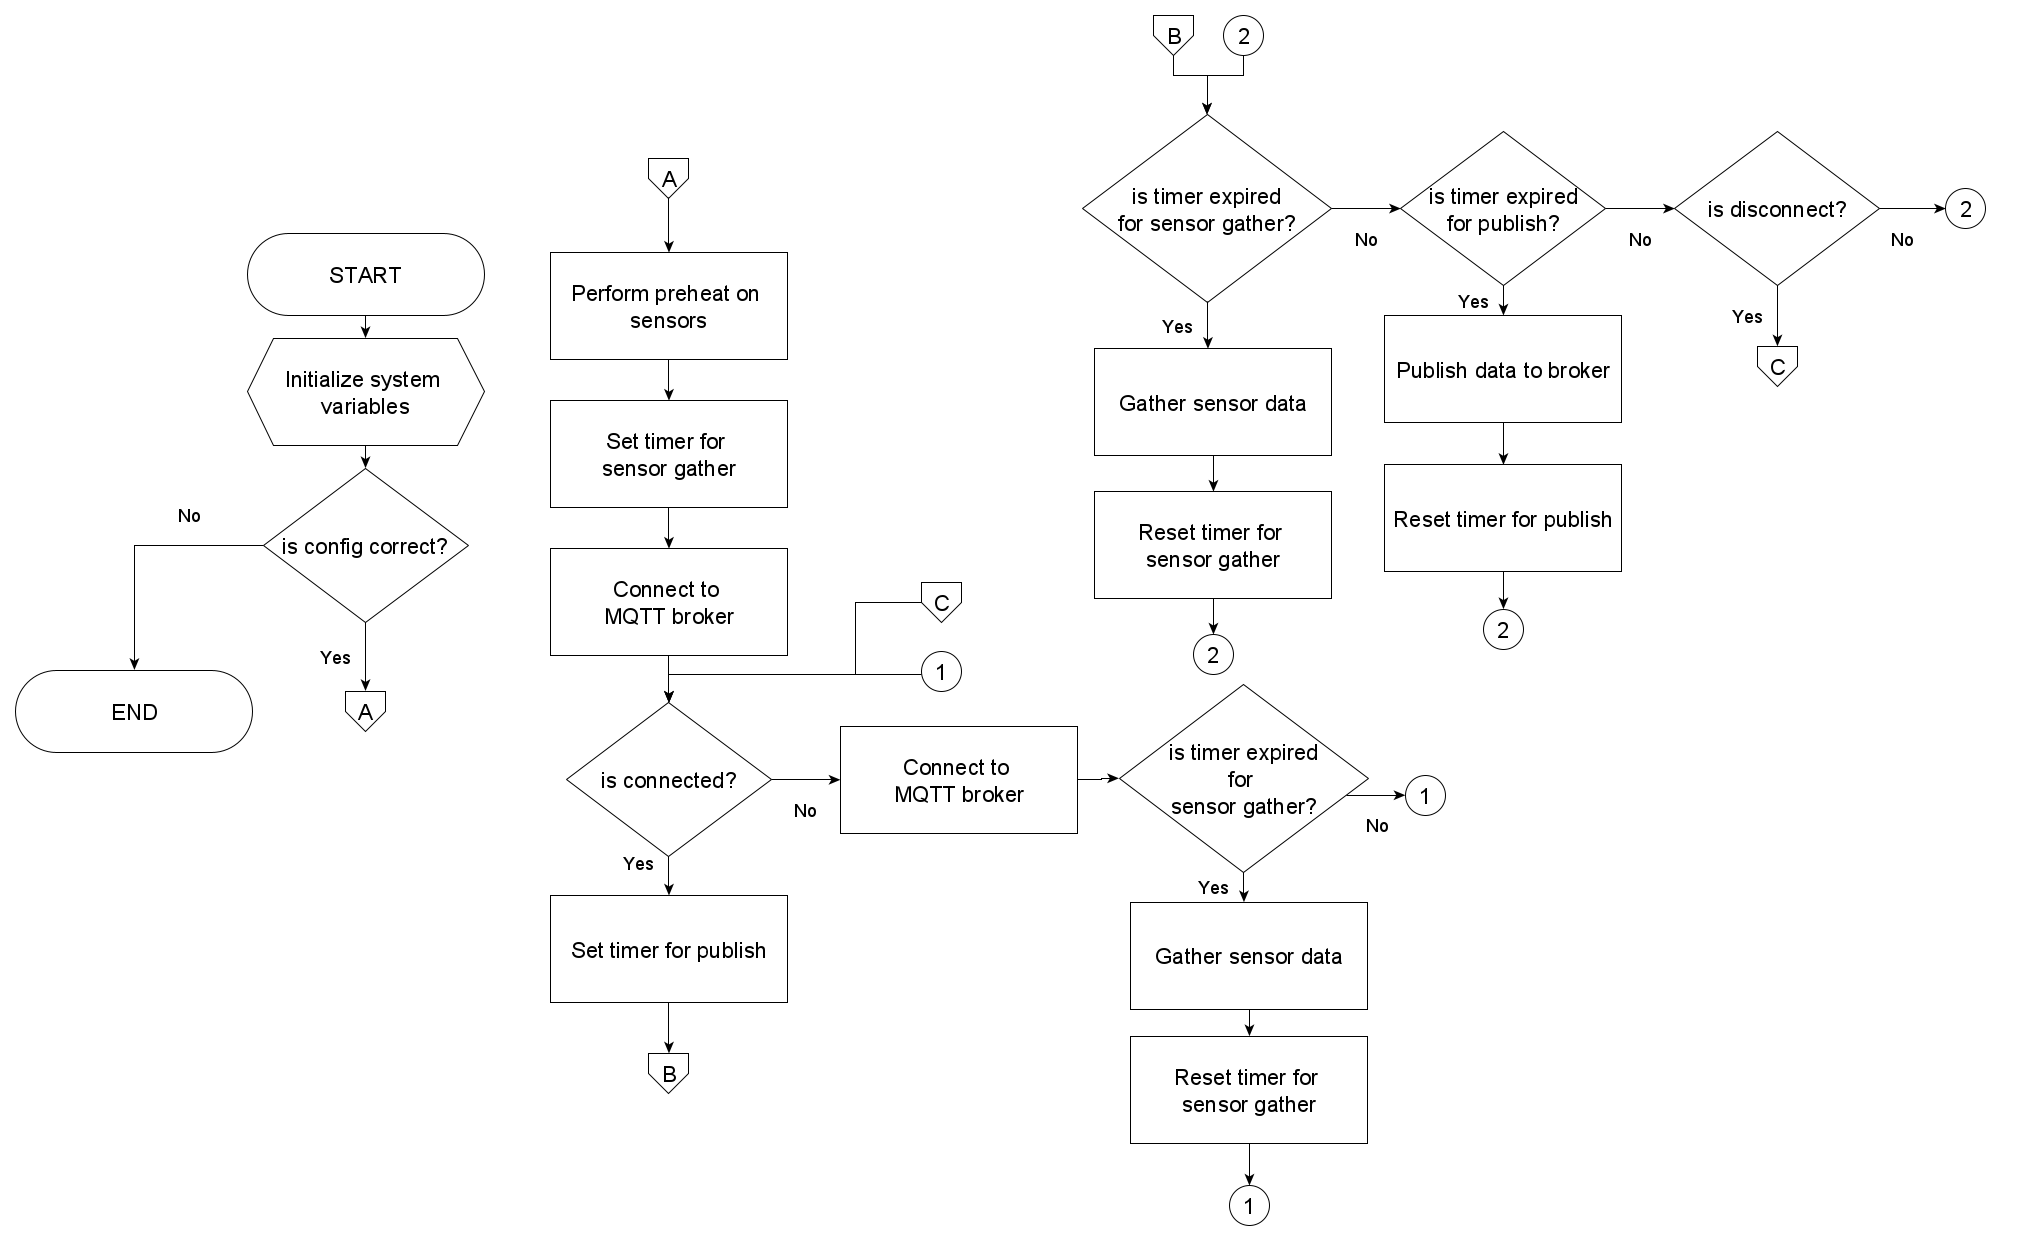 START
Initialize system
variables
is config correct?
No
END
Yes
A
A
Perform preheat on
sensors
Set timer for
sensor gather
Connect to
MQTT broker
C
1
is connected?
No
Connect to
MQTT broker
is timer expired
for
sensor gather?
No
1
Yes
Gather sensor data
Reset timer for
sensor gather
1
Yes
Set timer for publish
B
B
2
is timer expired
for sensor gather?
No
is timer expired
for publish?
No
is disconnect?
No
2
Yes
Gather sensor data
Reset timer for
sensor gather
2
Yes
Publish data to broker
Reset timer for publish
2
Yes
C